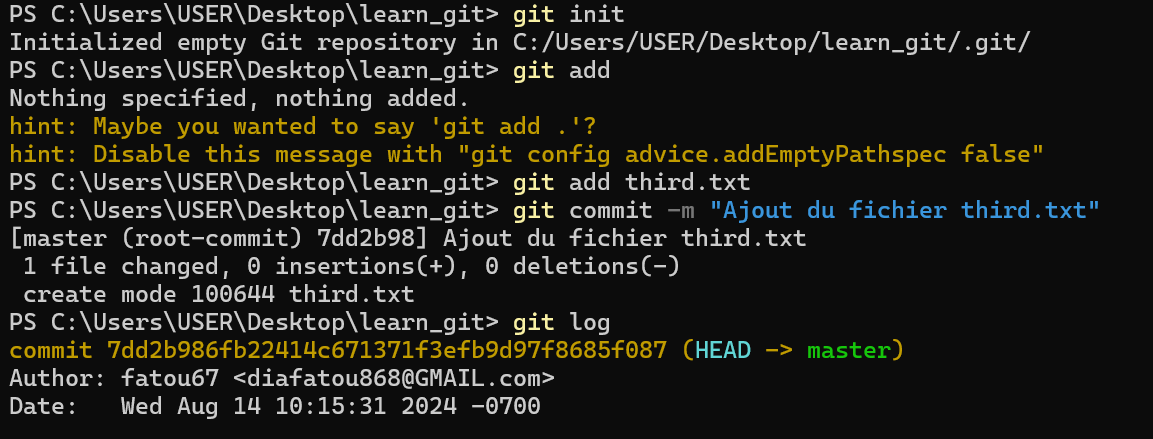 PS C:\Users\USER\Desktop\learn_git> git init
Initialized empty Git repository in C:/Users/USER/Desktop/learn_git/.git/
PS C:\Users\USER\Desktop\learn_git> git add
Nothing specified, nothing added.
hint: Maybe you wanted to say 'git add .'?
hint: Disable this message with "git config advice.addEmptyPathspec false"
PS C:\Users\USER\Desktop\learn_git> git add third.txt
PS C:\Users\USER\Desktop\learn_git> git commit -m "Ajout du fichier third.txt"
[master (root-commit) 7dd2b98] Ajout du fichier third.txt
 1 file changed, 0 insertions(+), 0 deletions(-)
 create mode 100644 third.txt
PS C:\Users\USER\Desktop\learn_git> git log
commit 7dd2b986fb22414c671371f3efb9d97f8685f087 (HEAD -> master)
Author: fatou67 <diafatou868@GMAIL.com>
Date:   Wed Aug 14 10:15:31 2024 -0700